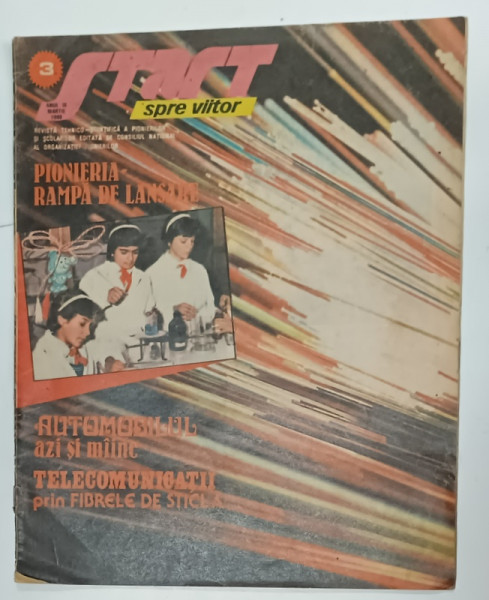 3
START
spre viitor
MARTIE
REVISTĂ TEHNICO-ȘTIINȚIFICĂ A PIONIERILOR
ȘI ȘCOLARILOR EDITATĂ DE CONSILIUL NAȚIONAL
AL ORGANIZAȚIEI PIONIERILOR
PIONIERIA -
RAMPĂ DE LANSARE
AUTOMOBILUL
azi și mîine
TELECOMUNICAȚII
prin FIBRELE DE STICLĂ